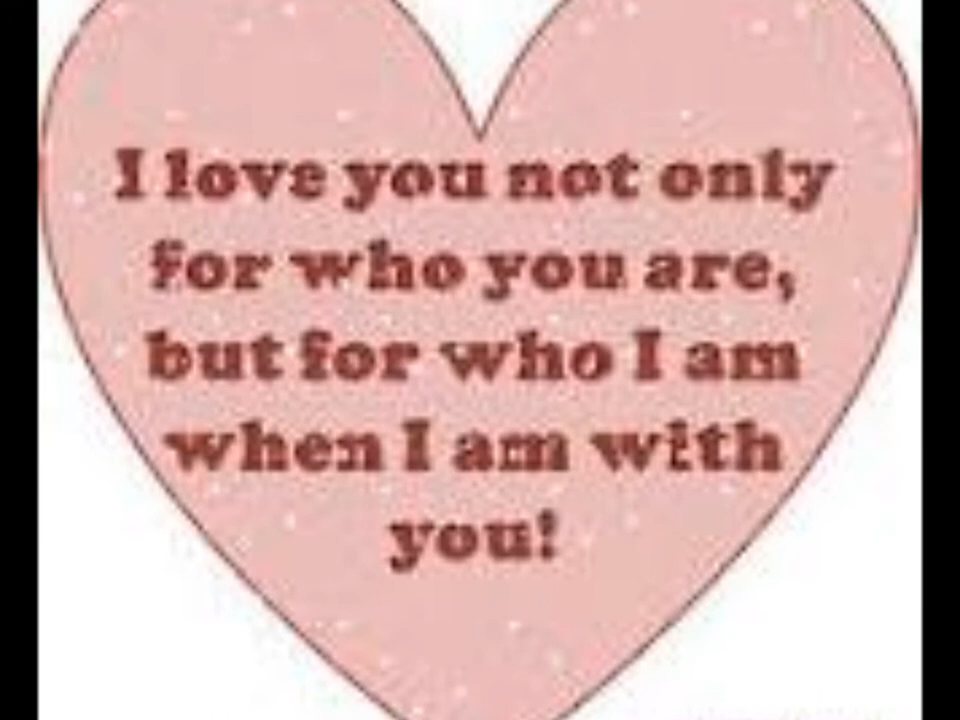 I love you not only
for who you are,
but for who I am
when I am with
you!